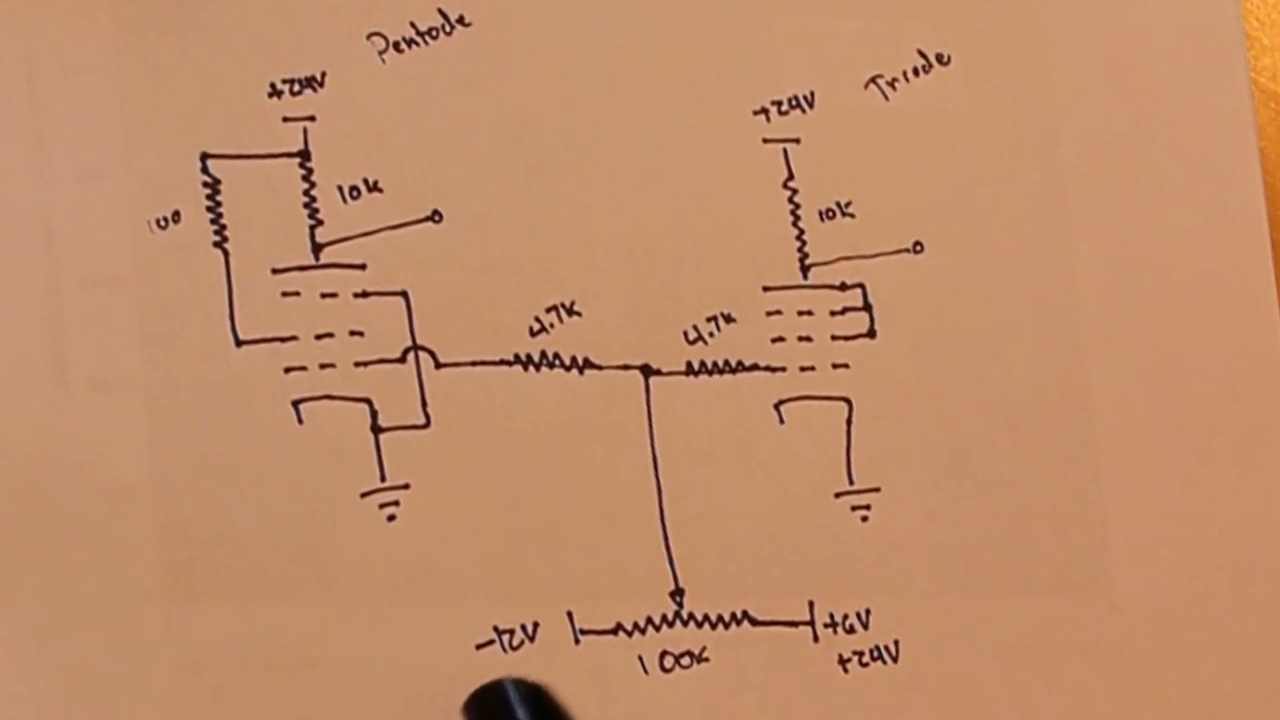 Pentode
+24V
Triode
+24V
100
10K
10K
4.7K
4.7K
-12V
+6V
100K
+24V